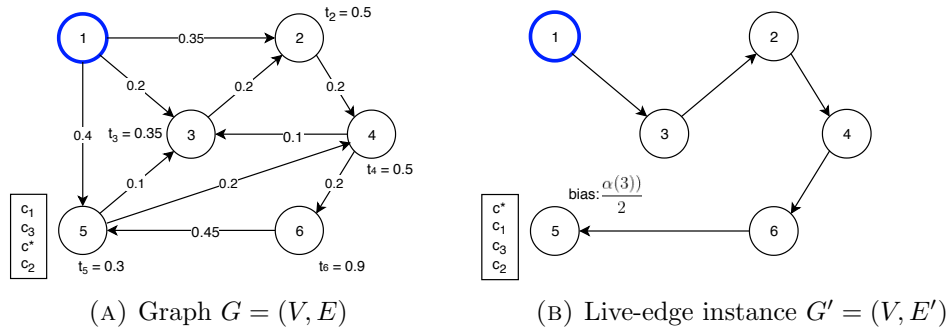 1
2
t₂ = 0.5
0.35
0.2
0.2
0.2
0.4
t₃ = 0.35
3
0.1
4
t₄ = 0.5
0.1
0.2
0.2
c₁
c₃
c*
c₂
5
0.45
6
t₅ = 0.3
t₆ = 0.9
(A) Graph G = (V, E)
1
2
3
4
bias: α(3))/2
c*
c₁
c₃
c₂
5
6
(B) Live-edge instance G′ = (V, E′)